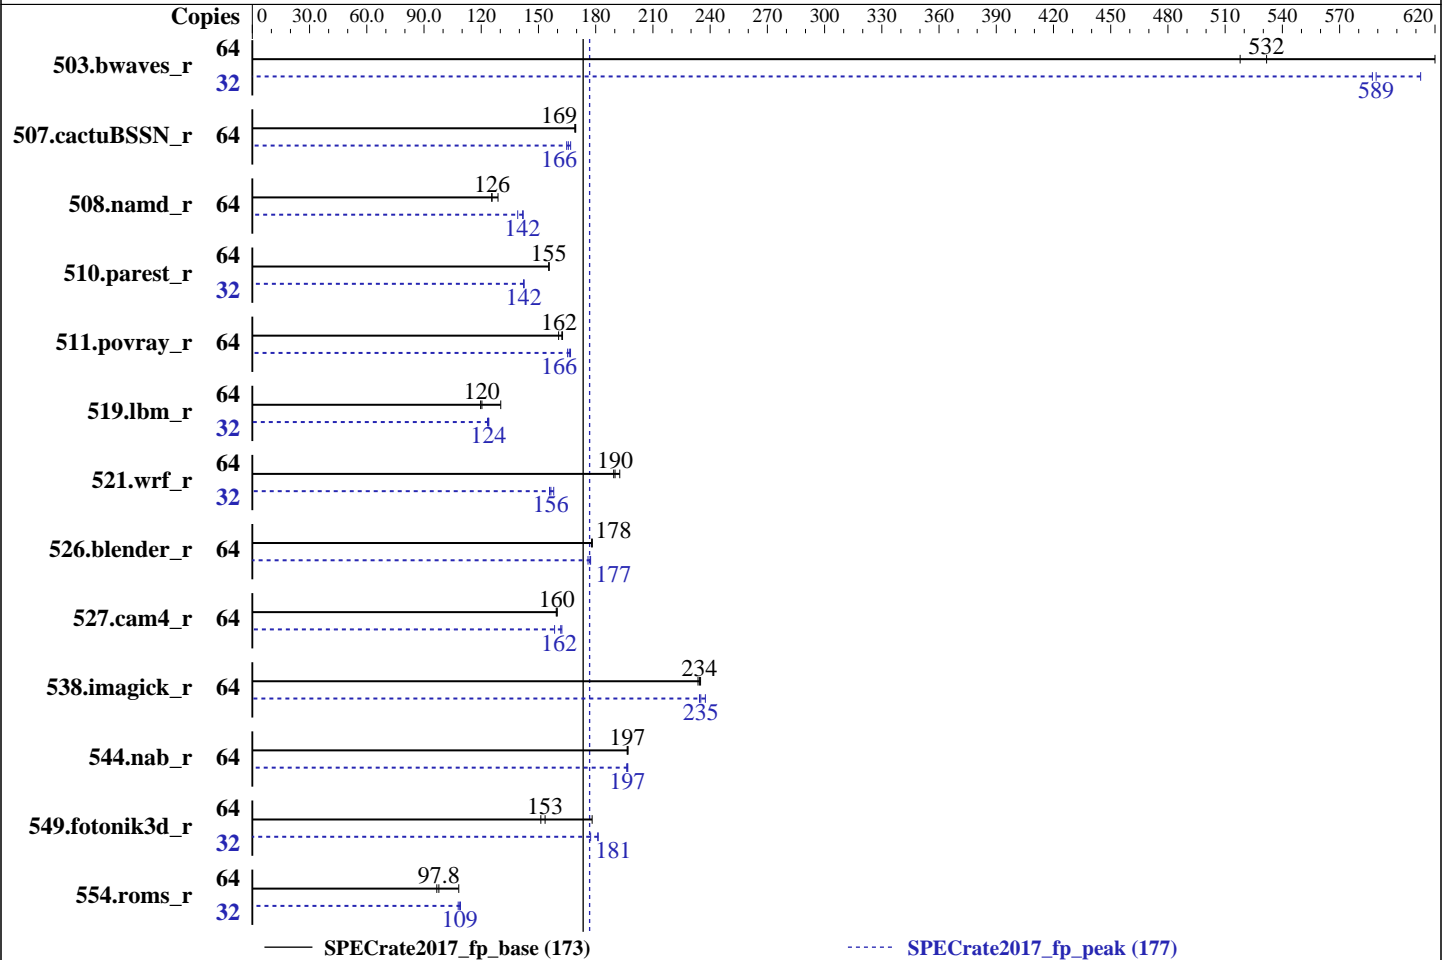 Copies 0 30.0 60.0 90.0 120 150 180 210 240 270 300 330 360 390 420 450 480 510 540 570 620
503.bwaves_r 64 532
32 589
507.cactuBSSN_r 64 169
166
508.namd_r 64 126
142
510.parest_r 64 155
32 142
511.povray_r 64 162
166
519.lbm_r 64 120
32 124
521.wrf_r 64 190
32 156
526.blender_r 64 178
177
527.cam4_r 64 160
162
538.imagick_r 64 234
235
544.nab_r 64 197
197
549.fotonik3d_r 64 153
32 181
554.roms_r 64 97.8
32 109
SPECrate2017_fp_base (173) SPECrate2017_fp_peak (177)